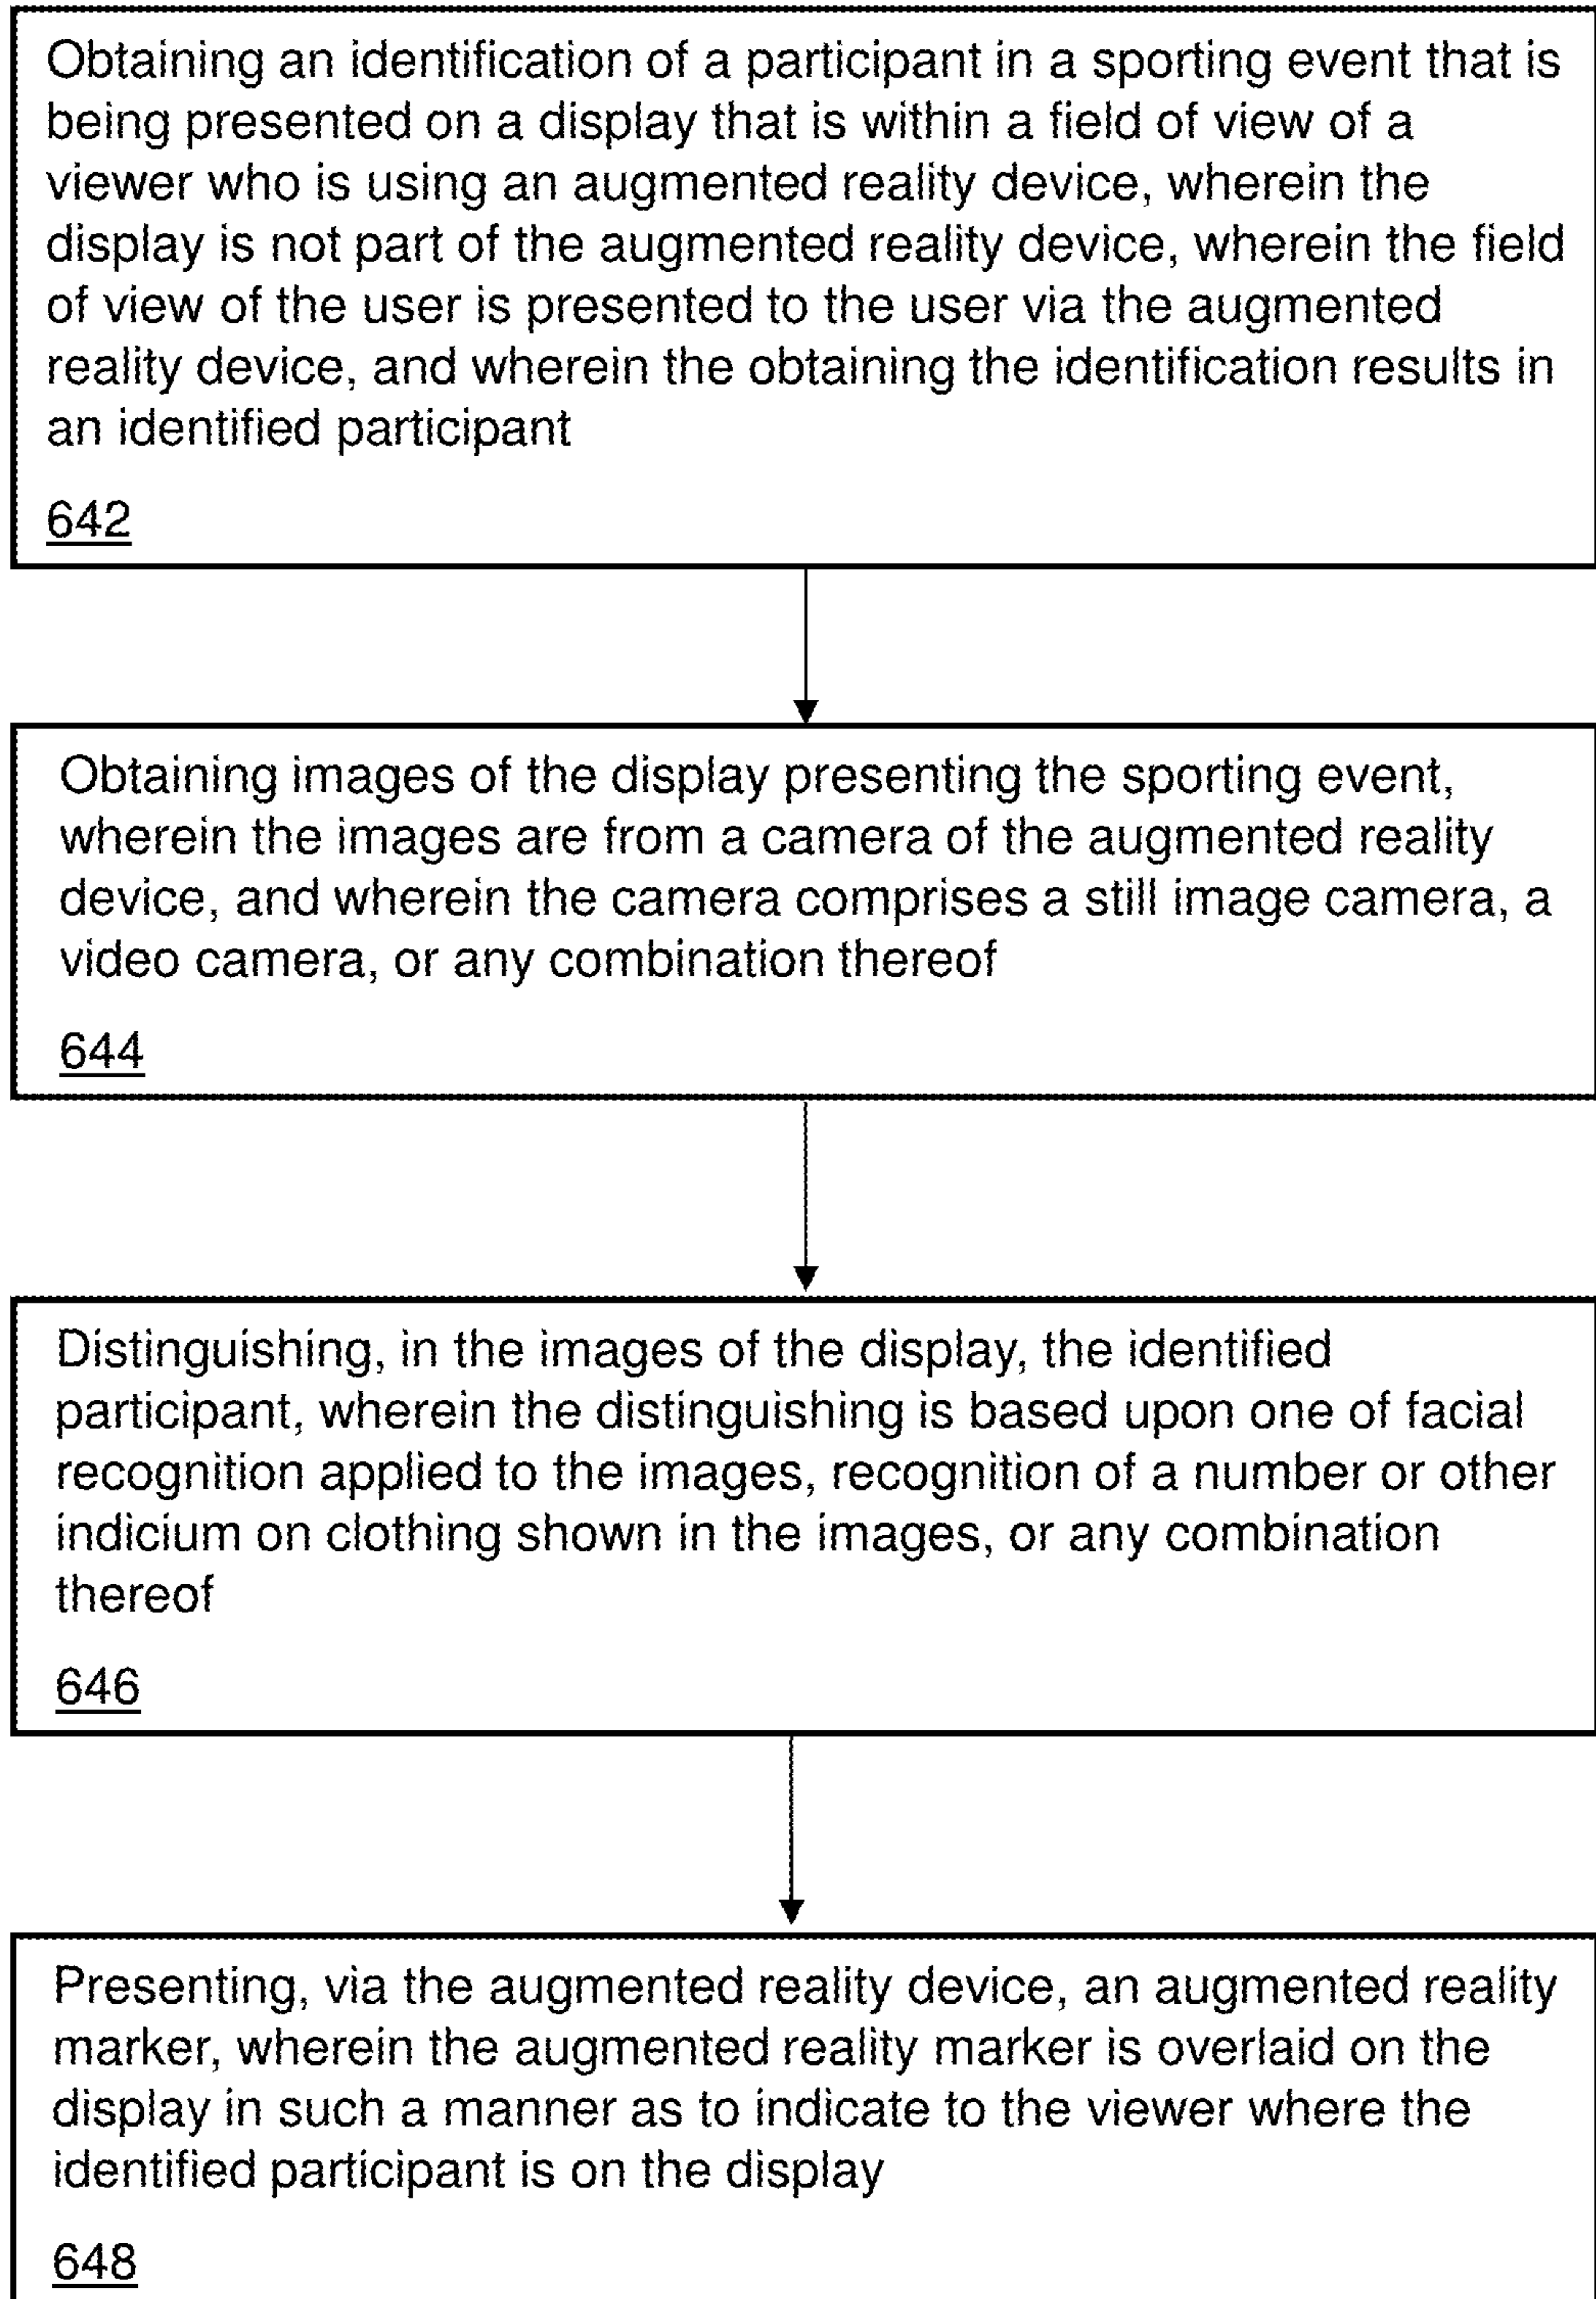 Obtaining an identification of a participant in a sporting event that is
being presented on a display that is within a field of view of a
viewer who is using an augmented reality device, wherein the
display is not part of the augmented reality device, wherein the field
of view of the user is presented to the user via the augmented
reality device, and wherein the obtaining the identification results in
an identified participant
642
Obtaining images of the display presenting the sporting event,
wherein the images are from a camera of the augmented reality
device, and wherein the camera comprises a still image camera, a
video camera, or any combination thereof
644
Distinguishing, in the images of the display, the identified
participant, wherein the distinguishing is based upon one of facial
recognition applied to the images, recognition of a number or other
indicium on clothing shown in the images, or any combination
thereof
646
Presenting, via the augmented reality device, an augmented reality
marker, wherein the augmented reality marker is overlaid on the
display in such a manner as to indicate to the viewer where the
identified participant is on the display
648